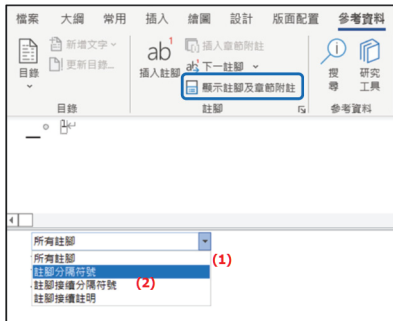 檔案 大綱 常用 插入 繪圖 設計 版面配置 參考資料
目錄
新增文字
更新目錄...
目錄
ab¹
插入註腳
插入章節附註
ab 下一註腳
顯示註腳及章節附註
註腳
搜尋
研究工具
參考資料
所有註腳
(1)
所有註腳
註腳分隔符號
註腳接續分隔符號 (2)
註腳接續註明